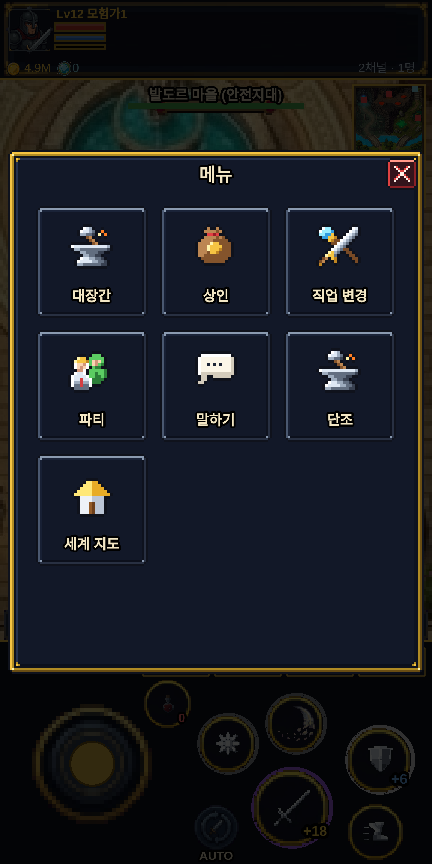 Lv12 모험가1
4.9M
0
2채널 · 1명
발도르 마을 (안전지대)
메뉴
대장간
상인
직업 변경
파티
말하기
단조
세계 지도
0
+6
+18
AUTO